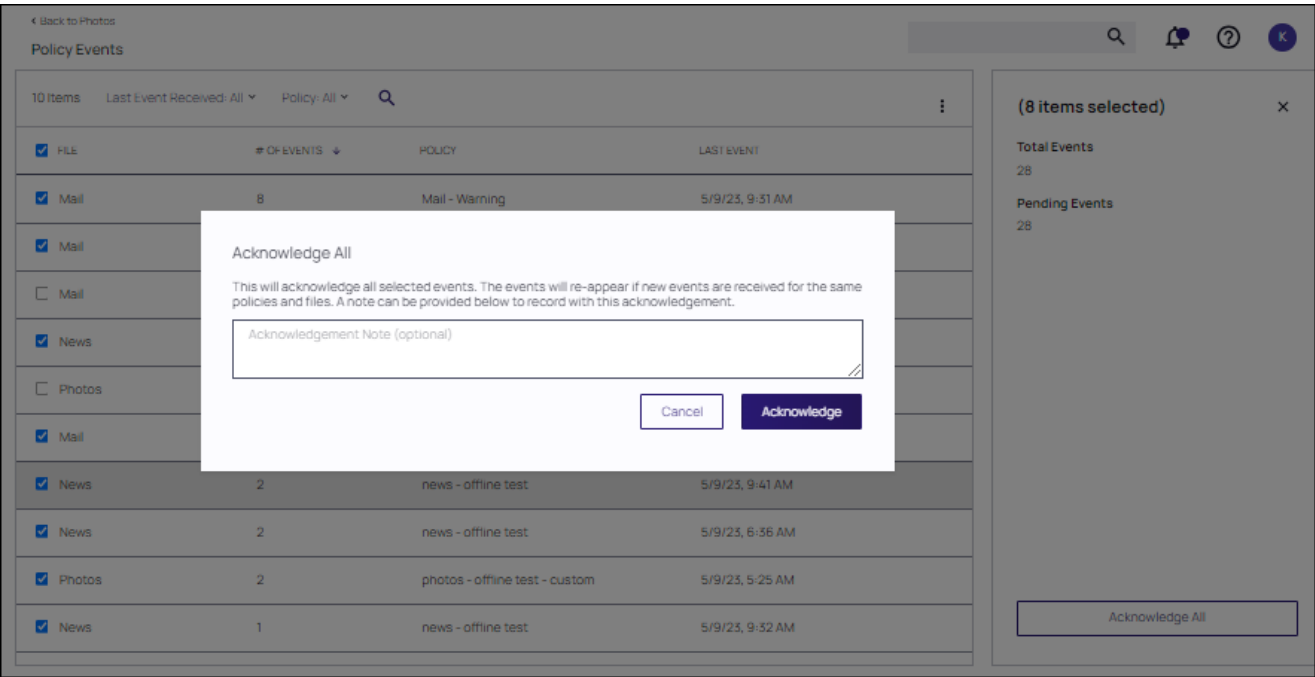 Back to Photos
Policy Events
K
10 Items Last Event Received: All Policy: All
FILE # OF EVENTS POLICY LAST EVENT
Mail 8 Mail - Warning 5/9/23, 9:31 AM
Mail
Mail
News
Photos
Mail
News 2 news - offline test 5/9/23, 9:41 AM
News 2 news - offline test 5/9/23, 6:36 AM
Photos 2 photos - offline test - custom 5/9/23, 5:25 AM
News 1 news - offline test 5/9/23, 9:32 AM
Acknowledge All
This will acknowledge all selected events. The events will re-appear if new events are received for the same
policies and files. A note can be provided below to record with this acknowledgement.
Acknowledgement Note (optional)
Cancel Acknowledge
(8 items selected)
Total Events
28
Pending Events
28
Acknowledge All